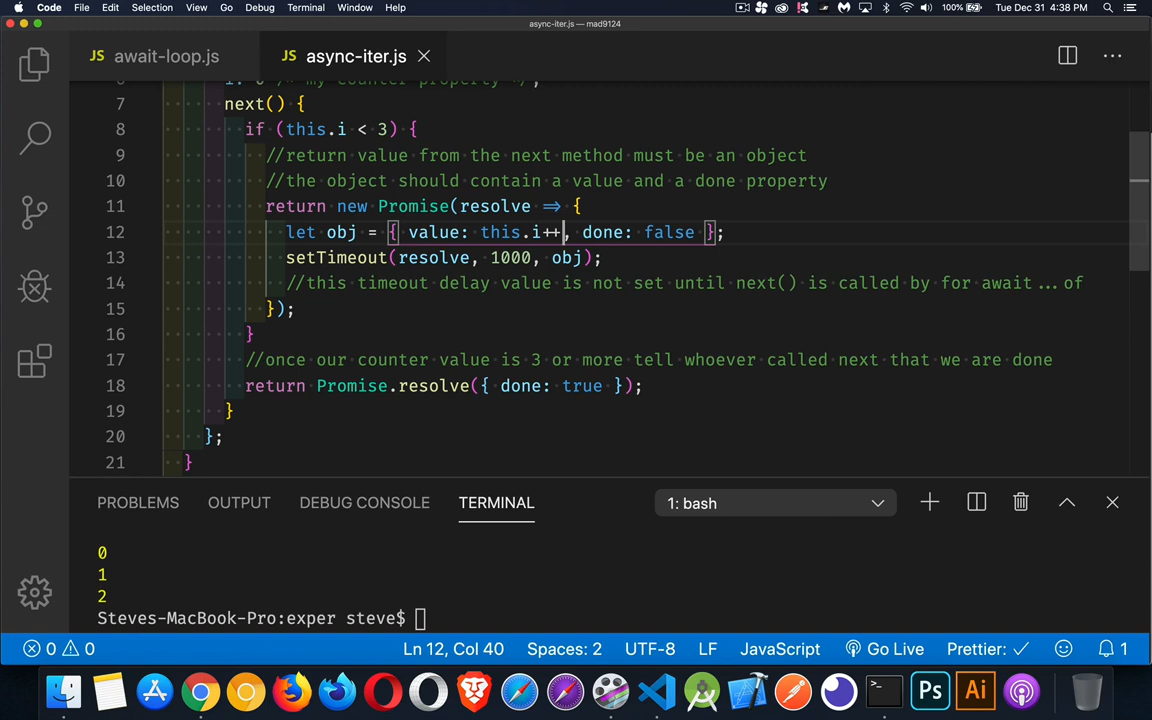 Code File Edit Selection View Go Debug Terminal Window Help 100% Tue Dec 31 4:38 PM
async-iter.js — mad9124
JS await-loop.js JS async-iter.js
7 next() {
8 if (this.i < 3) {
9 //return value from the next method must be an object
10 //the object should contain a value and a done property
11 return new Promise(resolve => {
12 let obj = { value: this.i++, done: false };
13 setTimeout(resolve, 1000, obj);
14 //this timeout delay value is not set until next() is called by for await...of
15 });
16 }
17 //once our counter value is 3 or more tell whoever called next that we are done
18 return Promise.resolve({ done: true });
19 }
20 };
21 }
PROBLEMS OUTPUT DEBUG CONSOLE TERMINAL 1: bash
0
1
2
Steves-MacBook-Pro:exper steve$
0 0 Ln 12, Col 40 Spaces: 2 UTF-8 LF JavaScript Go Live Prettier: ✓ 1
Ps Ai